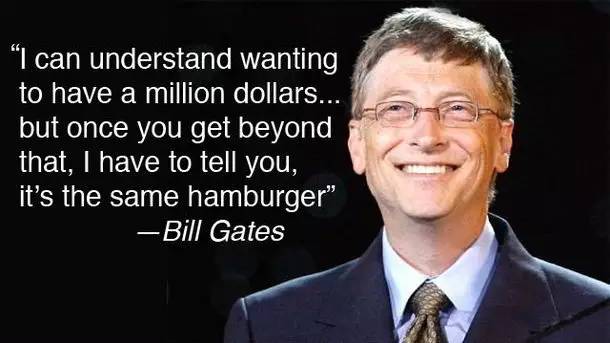 “I can understand wanting
to have a million dollars...
but once you get beyond
that, I have to tell you,
it’s the same hamburger”
—Bill Gates